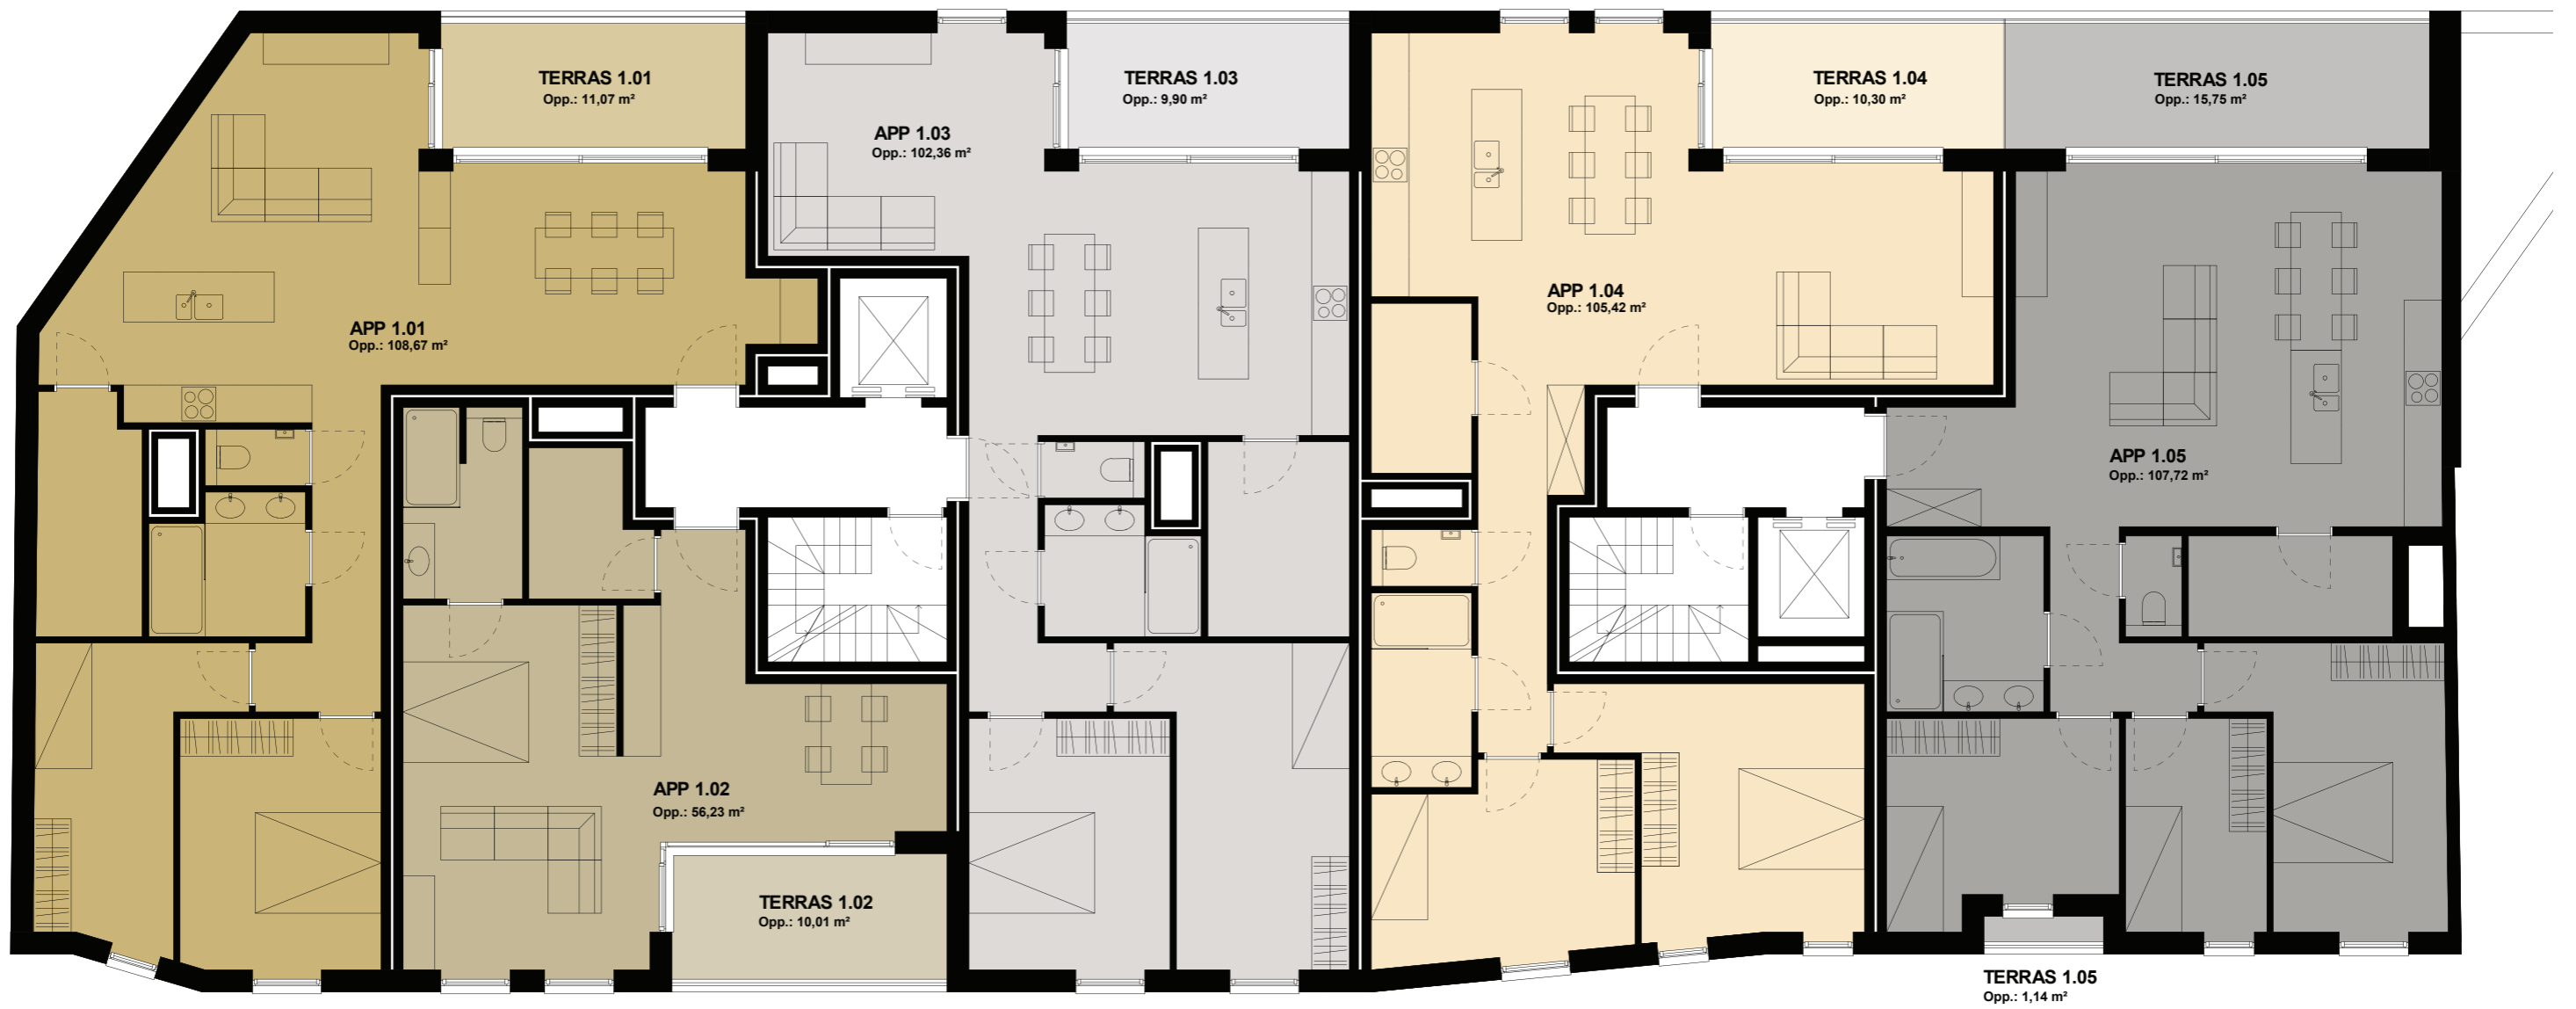 TERRAS 1.01
Opp.: 11,07 m²
TERRAS 1.03
Opp.: 9,90 m²
TERRAS 1.04
Opp.: 10,30 m²
TERRAS 1.05
Opp.: 15,75 m²
APP 1.03
Opp.: 102,36 m²
APP 1.01
Opp.: 108,67 m²
APP 1.04
Opp.: 105,42 m²
APP 1.05
Opp.: 107,72 m²
APP 1.02
Opp.: 56,23 m²
TERRAS 1.02
Opp.: 10,01 m²
TERRAS 1.05
Opp.: 1,14 m²